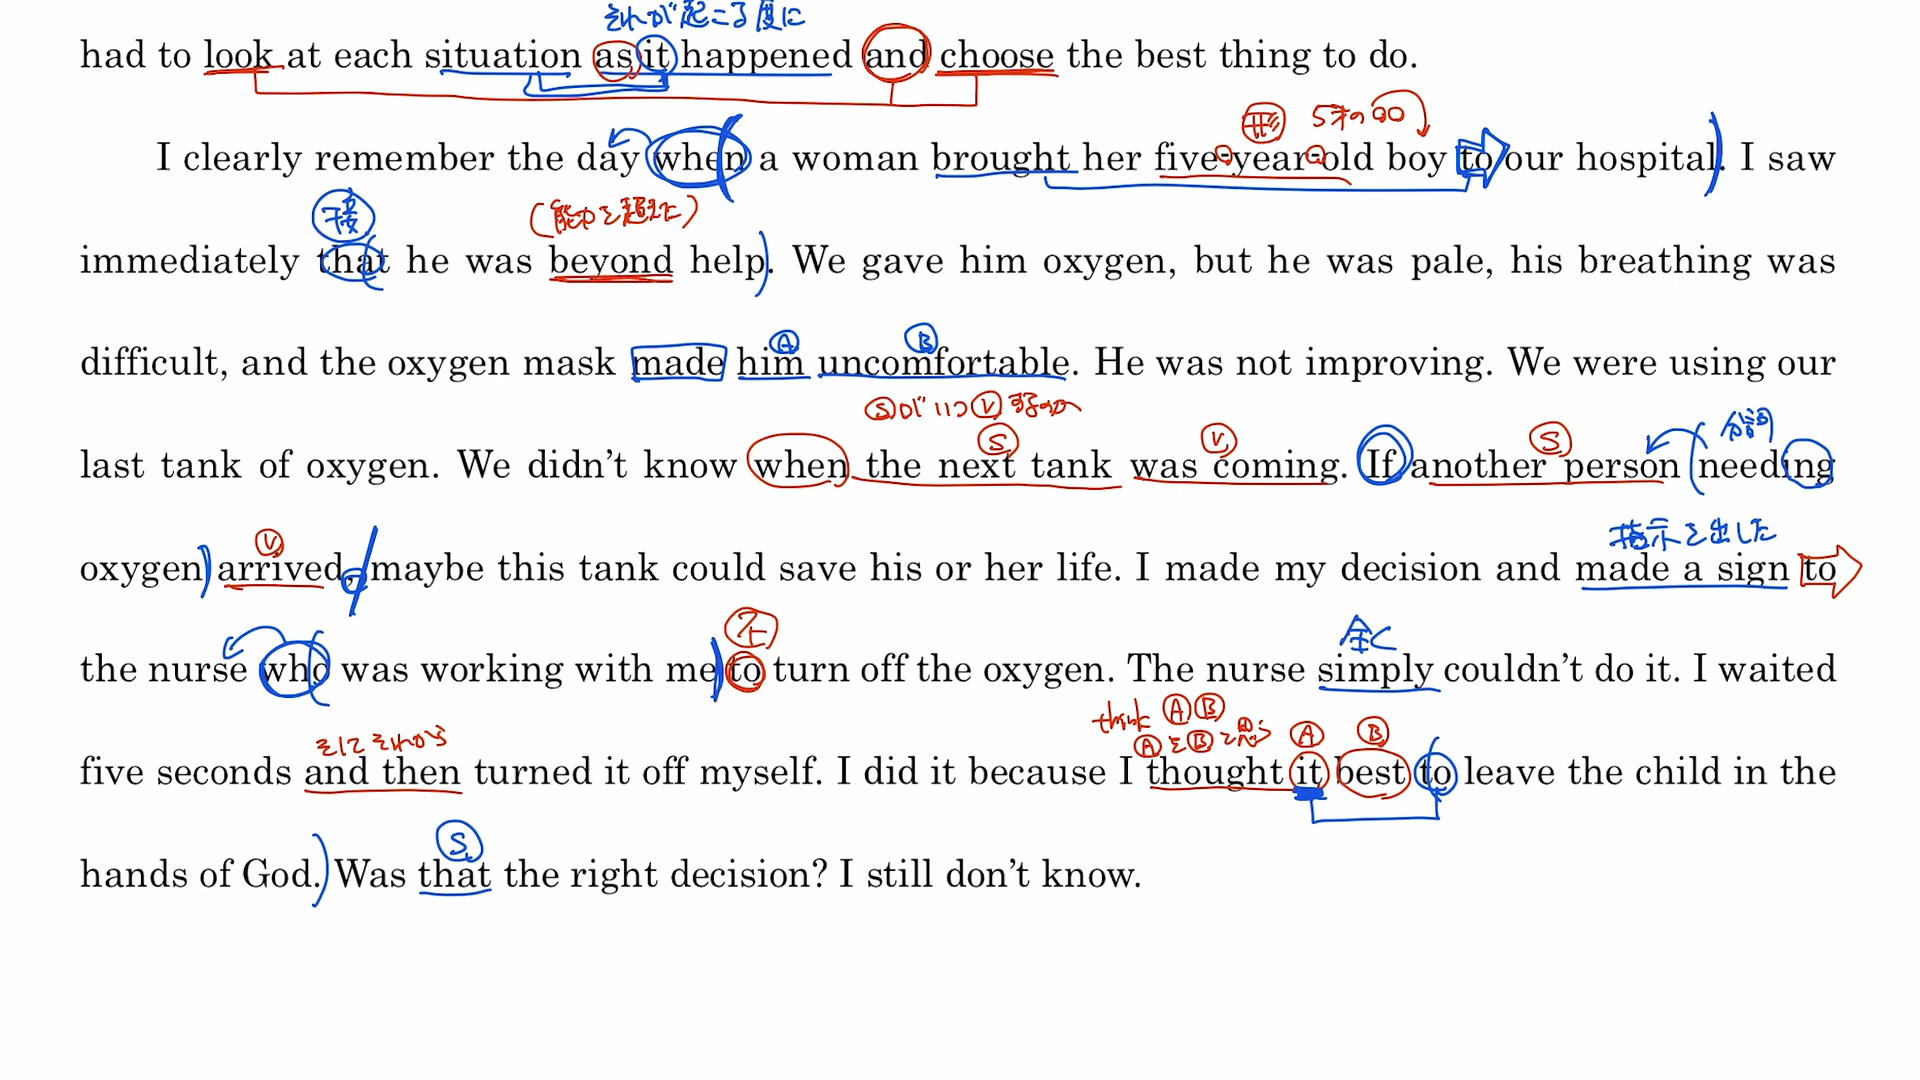 それが起こる度に
had to look at each situation as it happened and choose the best thing to do.
形 5才の○○
I clearly remember the day when a woman brought her five-year-old boy to our hospital. I saw
接 (能力を超えた)
immediately that he was beyond help. We gave him oxygen, but he was pale, his breathing was
A B
difficult, and the oxygen mask made him uncomfortable. He was not improving. We were using our
SがいつVするのか
S V S 分詞
last tank of oxygen. We didn't know when the next tank was coming. If another person needing
V 指示を出した
oxygen arrived, maybe this tank could save his or her life. I made my decision and made a sign to
不 全く
the nurse who was working with me to turn off the oxygen. The nurse simply couldn't do it. I waited
think A B
そしてそれから AをBと思う A B
five seconds and then turned it off myself. I did it because I thought it best to leave the child in the
S
hands of God. Was that the right decision? I still don't know.